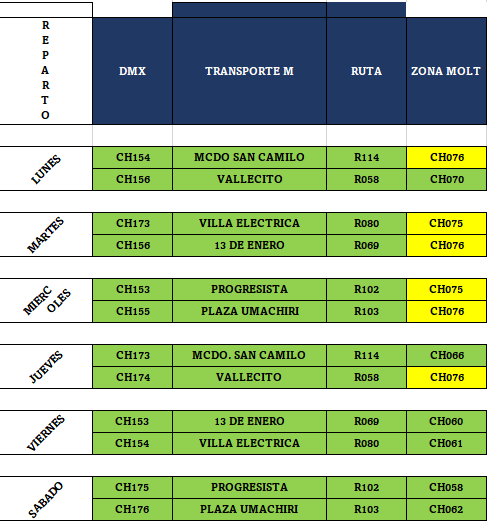 REPARTO DMX TRANSPORTE M RUTA ZONA MOLT
LUNES CH154 MCDO SAN CAMILO R114 CH076
CH156 VALLECITO R058 CH070
MARTES CH173 VILLA ELECTRICA R080 CH075
CH156 13 DE ENERO R069 CH076
MIERC
OLES CH153 PROGRESISTA R102 CH075
CH155 PLAZA UMACHIRI R103 CH076
JUEVES CH173 MCDO. SAN CAMILO R114 CH066
CH174 VALLECITO R058 CH076
VIERNES CH153 13 DE ENERO R069 CH060
CH154 VILLA ELECTRICA R080 CH061
SABADO CH175 PROGRESISTA R102 CH058
CH176 PLAZA UMACHIRI R103 CH062